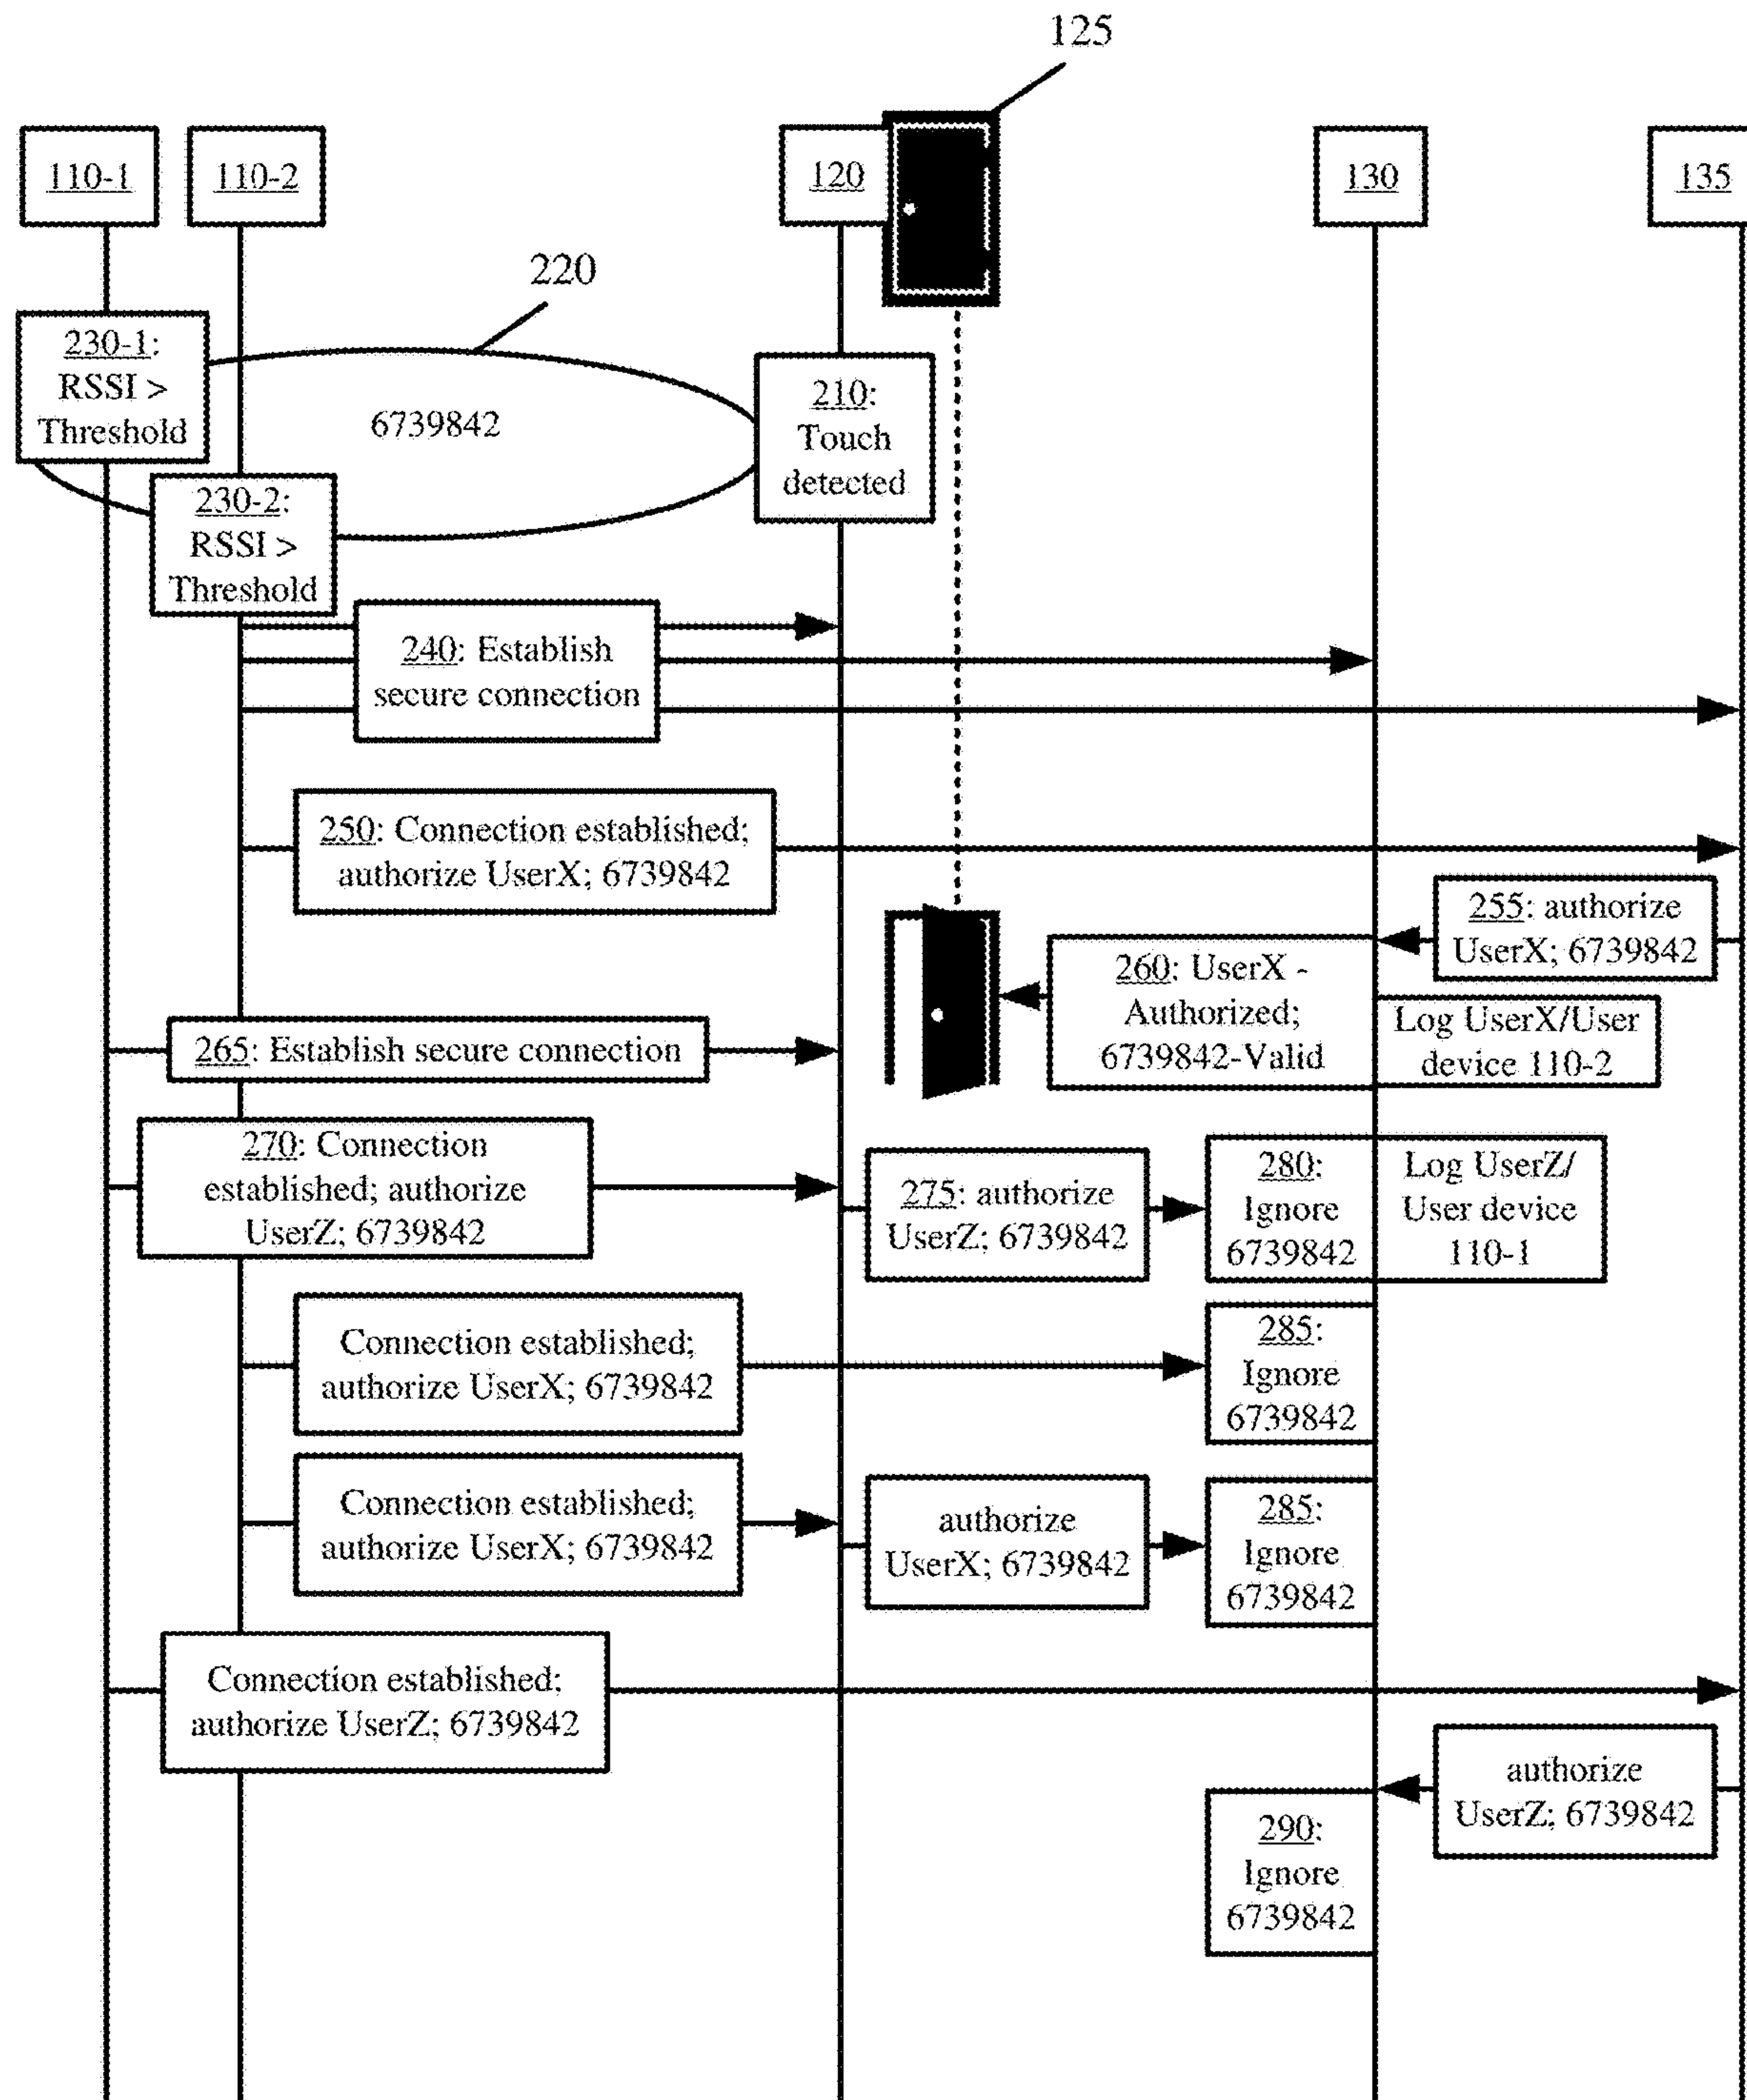 125
110-1
110-2
120
130
135
220
230-1:
RSSI >
Threshold
6739842
210:
Touch
detected
230-2:
RSSI >
Threshold
240: Establish
secure connection
250: Connection established;
authorize UserX; 6739842
255: authorize
UserX; 6739842
260: UserX -
Authorized;
6739842-Valid
Log UserX/User
device 110-2
265: Establish secure connection
270: Connection
established; authorize
UserZ; 6739842
275: authorize
UserZ; 6739842
280:
Ignore
6739842
Log UserZ/
User device
110-1
Connection established;
authorize UserX; 6739842
285:
Ignore
6739842
Connection established;
authorize UserX; 6739842
authorize
UserX; 6739842
285:
Ignore
6739842
Connection established;
authorize UserZ; 6739842
authorize
UserZ; 6739842
290:
Ignore
6739842